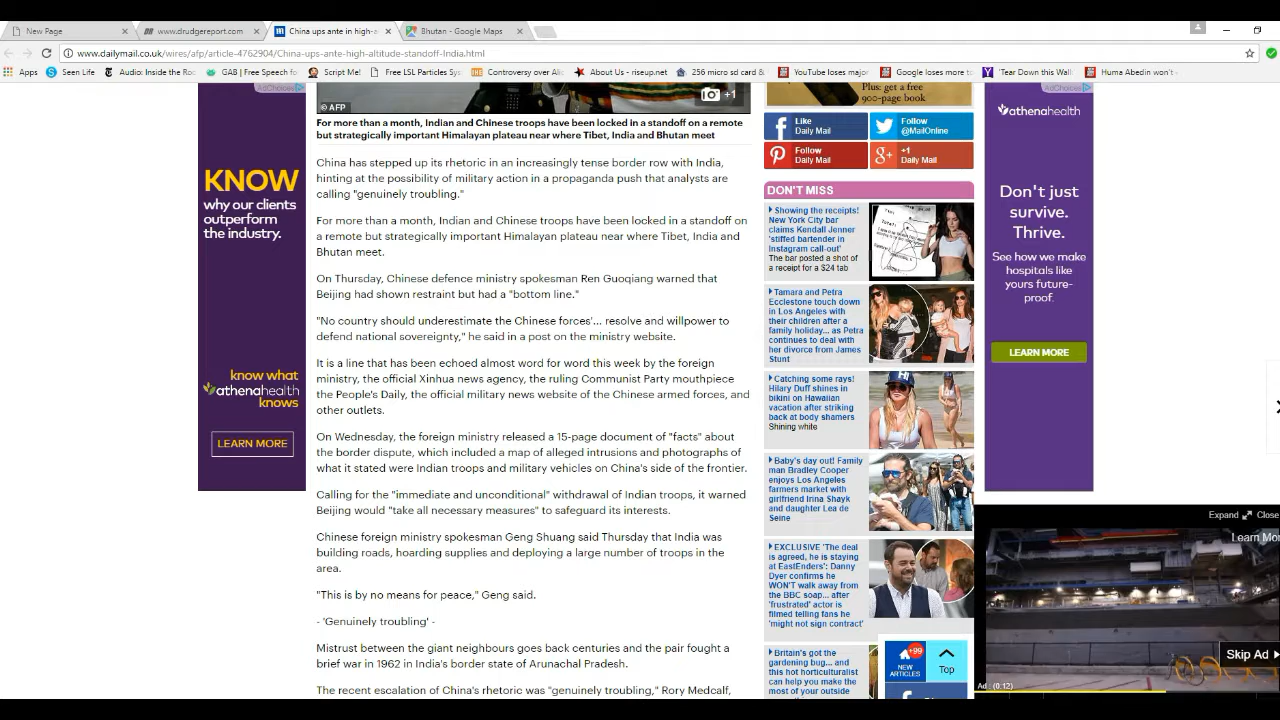 New Page
www.drudgereport.com
China ups ante in high-a
Bhutan - Google Maps
www.dailymail.co.uk/wires/afp/article-4762904/China-ups-ante-high-altitude-standoff-India.html
Apps
Seen Life
Audio: Inside the Ro
GAB | Free Speech fo
Script Me!
Free LSL Particles Sys
Controversy over Ali
About Us - riseup.net
256 micro sd card &
YouTube loses major
Google loses more to
'Tear Down this Wall
Huma Abedin won't
AdChoices
KNOW
why our clients
outperform
the industry.
know what
athenahealth
knows
LEARN MORE
© AFP
+1
For more than a month, Indian and Chinese troops have been locked in a standoff on a remote
but strategically important Himalayan plateau near where Tibet, India and Bhutan meet
China has stepped up its rhetoric in an increasingly tense border row with India,
hinting at the possibility of military action in a propaganda push that analysts are
calling "genuinely troubling."
For more than a month, Indian and Chinese troops have been locked in a standoff on
a remote but strategically important Himalayan plateau near where Tibet, India and
Bhutan meet.
On Thursday, Chinese defence ministry spokesman Ren Guoqiang warned that
Beijing had shown restraint but had a "bottom line."
"No country should underestimate the Chinese forces'... resolve and willpower to
defend national sovereignty," he said in a post on the ministry website.
It is a line that has been echoed almost word for word this week by the foreign
ministry, the official Xinhua news agency, the ruling Communist Party mouthpiece
the People's Daily, the official military news website of the Chinese armed forces, and
other outlets.
On Wednesday, the foreign ministry released a 15-page document of "facts" about
the border dispute, which included a map of alleged intrusions and photographs of
what it stated were Indian troops and military vehicles on China's side of the frontier.
Calling for the "immediate and unconditional" withdrawal of Indian troops, it warned
Beijing would "take all necessary measures" to safeguard its interests.
Chinese foreign ministry spokesman Geng Shuang said Thursday that India was
building roads, hoarding supplies and deploying a large number of troops in the
area.
"This is by no means for peace," Geng said.
- 'Genuinely troubling' -
Mistrust between the giant neighbours goes back centuries and the pair fought a
brief war in 1962 in India's border state of Arunachal Pradesh.
The recent escalation of China's rhetoric was "genuinely troubling," Rory Medcalf,
Plus: get a free
900-page book
Like
Daily Mail
Follow
@MailOnline
Follow
Daily Mail
+1
Daily Mail
DON'T MISS
Showing the receipts!
New York City bar
claims Kendall Jenner
'stiffed bartender in
Instagram call-out'
The bar posted a shot of
a receipt for a $24 tab
Tamara and Petra
Ecclestone touch down
in Los Angeles with
their children after a
family holiday... as Petra
continues to deal with
her divorce from James
Stunt
Catching some rays!
Hilary Duff shines in
bikini on Hawaiian
vacation after striking
back at body shamers
Shining white
Baby's day out! Family
man Bradley Cooper
enjoys Los Angeles
farmers market with
girlfriend Irina Shayk
and daughter Lea de
Seine
EXCLUSIVE 'The deal
is agreed, he is staying
at EastEnders': Danny
Dyer confirms he
WON'T walk away from
the BBC soap... after
'frustrated' actor is
filmed telling fans he
'might not sign contract'
Britain's got the
gardening bug... and
this hot horticulturalist
can help you make the
most of your outside
+99
NEW
ARTICLES
Top
AdChoices
athenahealth
Don't just
survive.
Thrive.
See how we make
hospitals like
yours future-
proof.
LEARN MORE
Expand
Close
Learn Mor
Skip Ad
Ad : (0:12)